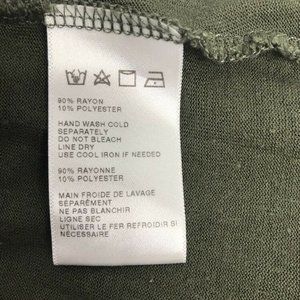 90% RAYON
10% POLYESTER
HAND WASH COLD
SEPARATELY
DO NOT BLEACH
LINE DRY
USE COOL IRON IF NEEDED
90% RAYONNE
10% POLYESTER
MAIN FROIDE DE LAVAGE
SÉPARÉMENT
NE PAS BLANCHIR
LIGNE SEC
UTILISER LE FER REFROIDIR SI
NÉCESSAIRE